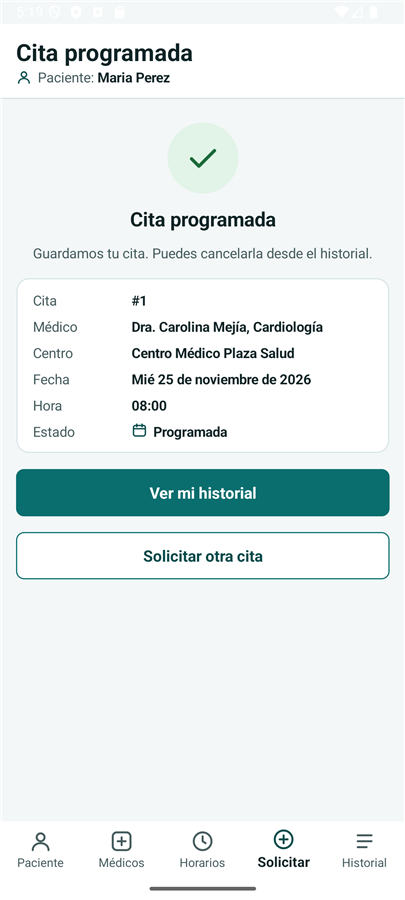 5:19
Cita programada
Paciente: Maria Perez
Cita programada
Guardamos tu cita. Puedes cancelarla desde el historial.
Cita #1
Médico Dra. Carolina Mejía, Cardiología
Centro Centro Médico Plaza Salud
Fecha Mié 25 de noviembre de 2026
Hora 08:00
Estado Programada
Ver mi historial
Solicitar otra cita
Paciente Médicos Horarios Solicitar Historial